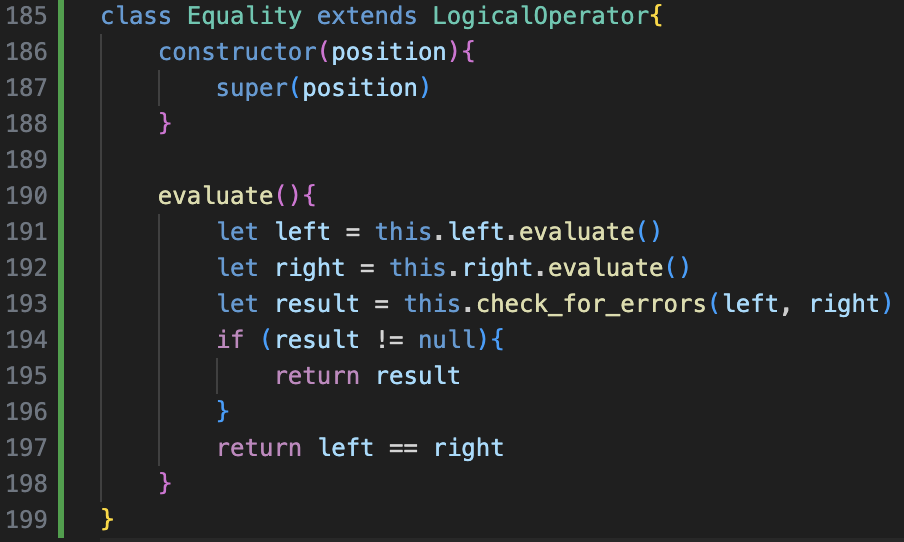 185 class Equality extends LogicalOperator{
186     constructor(position){
187         super(position)
188     }
189
190     evaluate(){
191         let left = this.left.evaluate()
192         let right = this.right.evaluate()
193         let result = this.check_for_errors(left, right)
194         if (result != null){
195             return result
196         }
197         return left == right
198     }
199 }